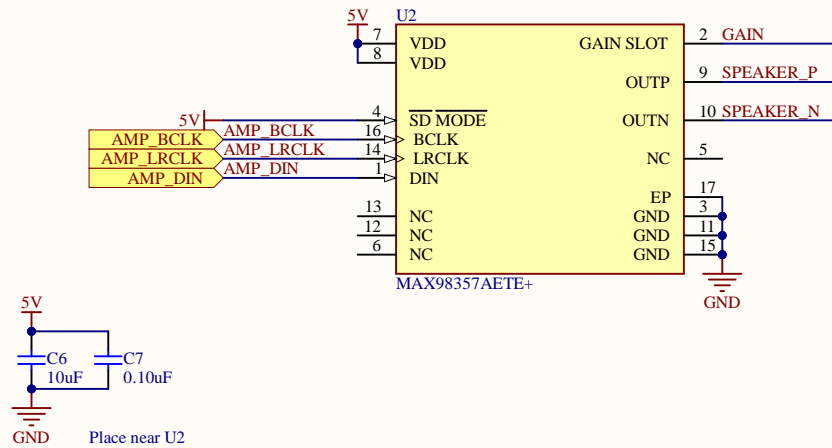 5V
U2
7 VDD GAIN SLOT 2 GAIN
8 VDD
OUTP 9 SPEAKER_P
5V 4 SD MODE OUTN 10 SPEAKER_N
AMP_BCLK AMP_BCLK 16 BCLK
AMP_LRCLK AMP_LRCLK 14 LRCLK NC 5
AMP_DIN AMP_DIN 1 DIN
EP 17
13 NC GND 3
12 NC GND 11
6 NC GND 15
MAX98357AETE+
GND
5V
C6 C7
10uF 0.10uF
GND
Place near U2